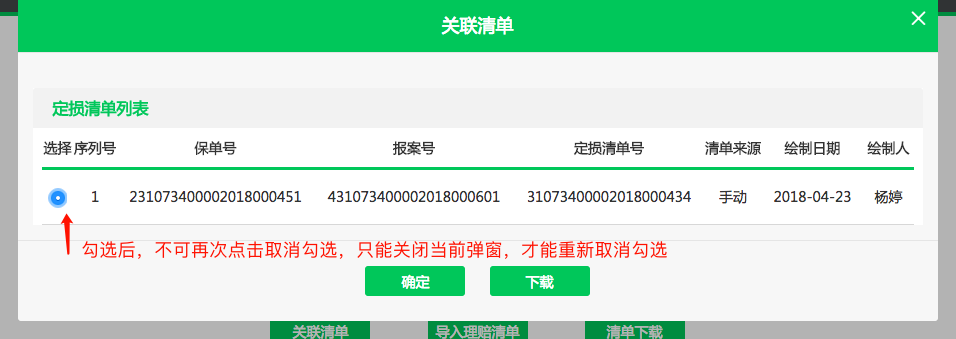 关联清单
定损清单列表
选择 序列号 保单号 报案号 定损清单号 清单来源 绘制日期 绘制人
1 231073400002018000451 431073400002018000601 31073400002018000434 手动 2018-04-23 杨婷
勾选后，不可再次点击取消勾选，只能关闭当前弹窗，才能重新取消勾选
确定 下载
关联清单 导入理赔清单 清单下载